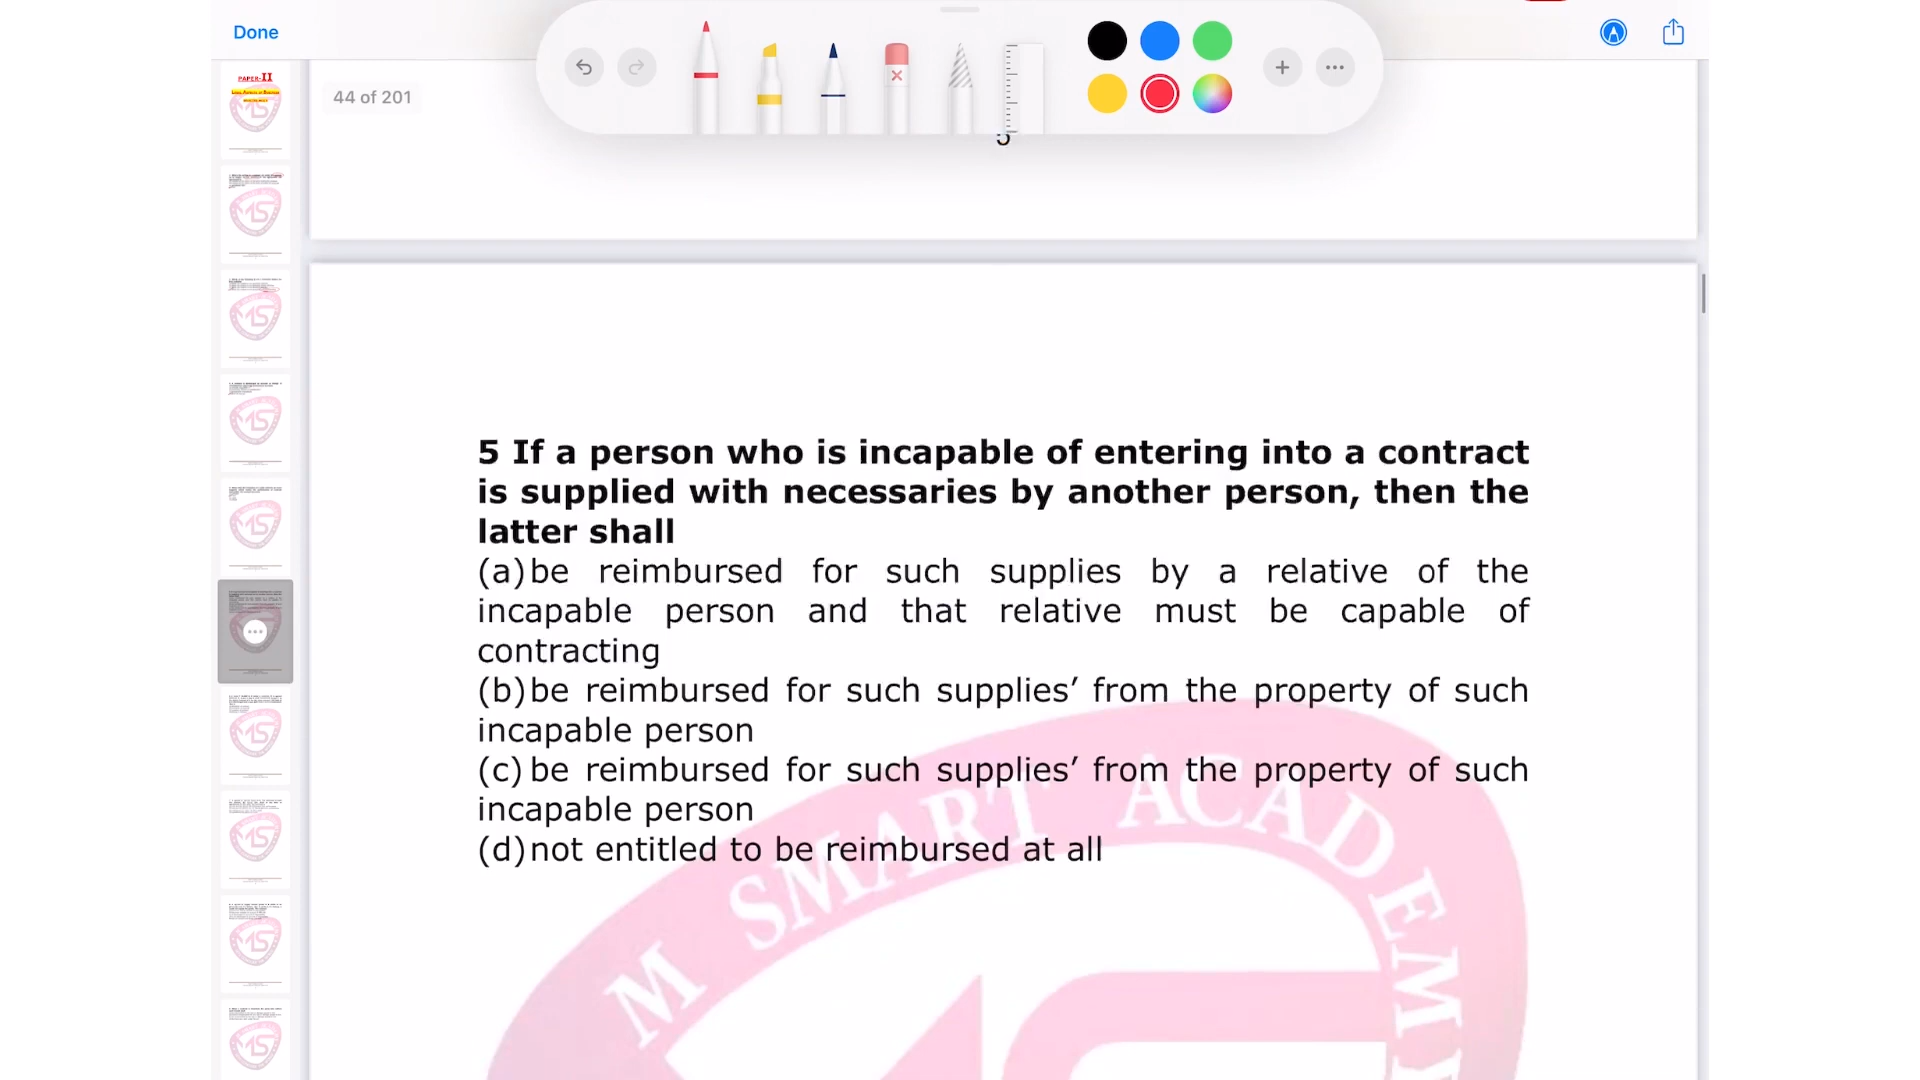 Done
44 of 201
5
PAPER-II
5 If a person who is incapable of entering into a contract
is supplied with necessaries by another person, then the
latter shall
(a)be reimbursed for such supplies by a relative of the
incapable person and that relative must be capable of
contracting
(b)be reimbursed for such supplies’ from the property of such
incapable person
(c)be reimbursed for such supplies’ from the property of such
incapable person
(d)not entitled to be reimbursed at all
M SMART ACADEMY